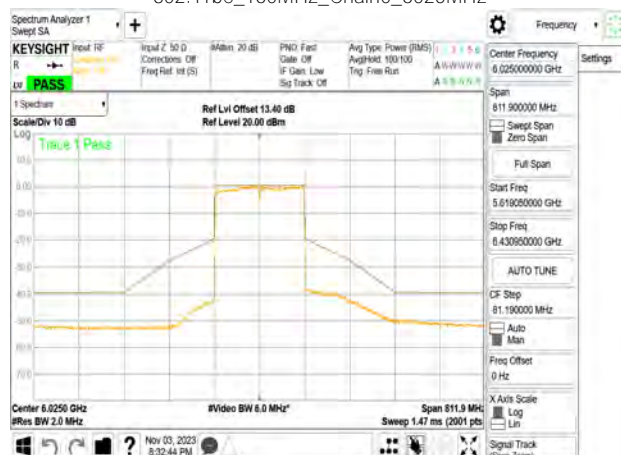 Spectrum Analyzer 1
Swept SA
+
Frequency
KEYSIGHT
Input: RF
R
PASS
Input Z: 50 Ω
Corrections: Off
Freq Ref: Int (S)
#Atten: 20 dB
PNO: Fast
Gate: Off
IF Gain: Low
Sig Track: Off
Avg Type: Power (RMS)
Avg|Hold: 100/100
Trig: Free Run
Center Frequency
6.025000000 GHz
Settings
Span
811.900000 MHz
Swept Span
Zero Span
Full Span
Start Freq
5.619050000 GHz
Stop Freq
6.430950000 GHz
AUTO TUNE
CF Step
81.190000 MHz
Auto
Man
Freq Offset
0 Hz
X Axis Scale
Log
Lin
Signal Track
1 Spectrum
Scale/Div 10 dB
Ref Lvl Offset 13.40 dB
Ref Level 20.00 dBm
Log
Trace 1 Pass
Center 6.0250 GHz
#Res BW 2.0 MHz
#Video BW 6.0 MHz*
Span 811.9 MHz
Sweep 1.47 ms (2001 pts)
?
Nov 03, 2023
8:32:44 PM